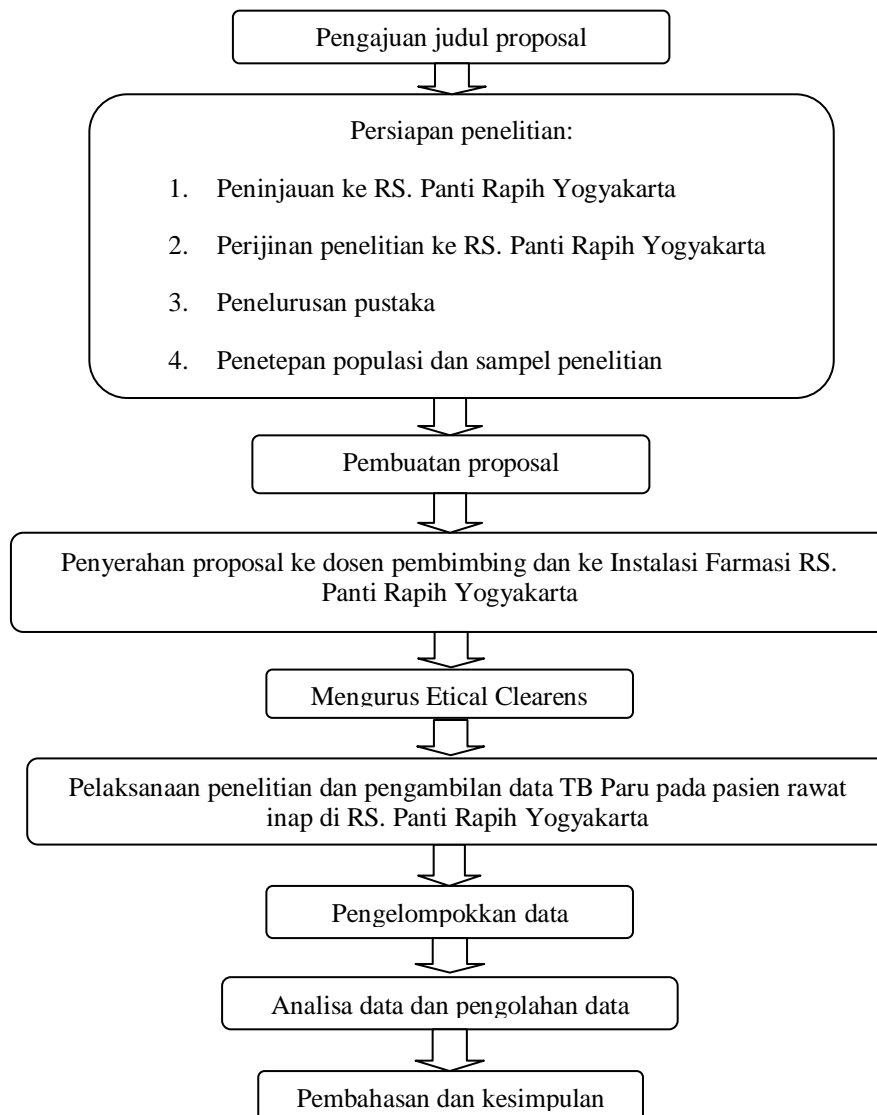 Pengajuan judul proposal
Persiapan penelitian:
1. Peninjauan ke RS. Panti Rapih Yogyakarta
2. Perijinan penelitian ke RS. Panti Rapih Yogyakarta
3. Penelurusan pustaka
4. Penetepan populasi dan sampel penelitian
Pembuatan proposal
Penyerahan proposal ke dosen pembimbing dan ke Instalasi Farmasi RS.
Panti Rapih Yogyakarta
Mengurus Etical Clearens
Pelaksanaan penelitian dan pengambilan data TB Paru pada pasien rawat
inap di RS. Panti Rapih Yogyakarta
Pengelompokkan data
Analisa data dan pengolahan data
Pembahasan dan kesimpulan